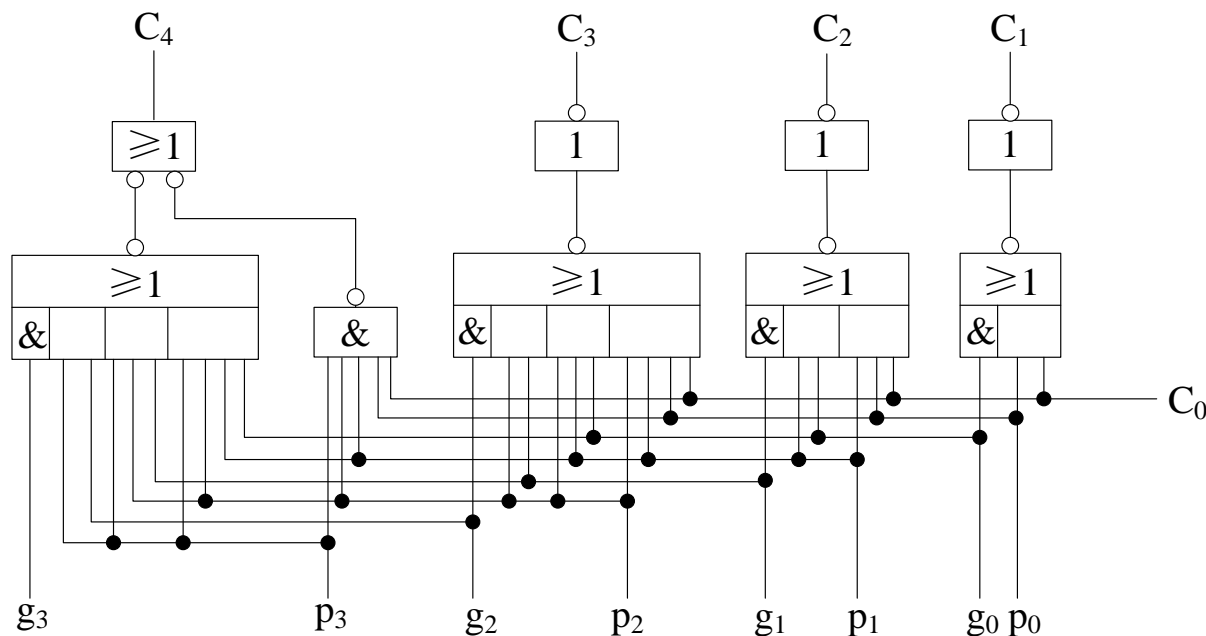 C₄ C₃ C₂ C₁
⩾1 1 1 1
⩾1 ⩾1 ⩾1 ⩾1
& & & & &
C₀
g₃ p₃ g₂ p₂ g₁ p₁ g₀ p₀